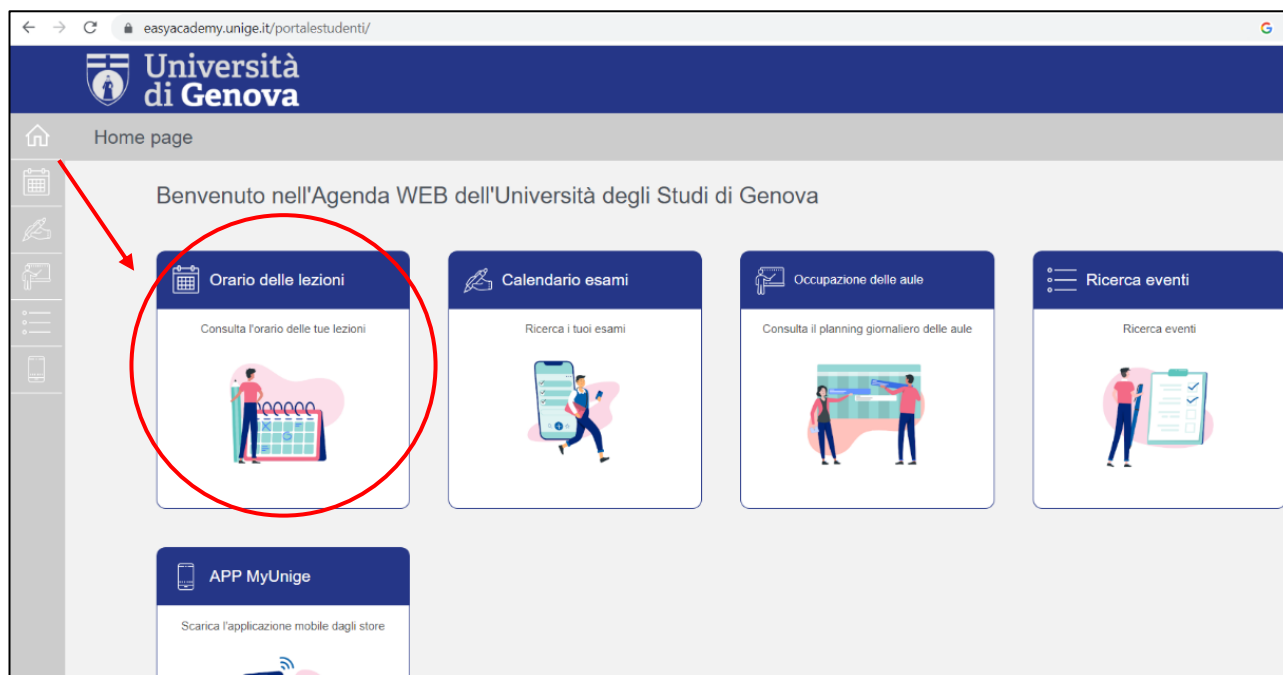 easyacademy.unige.it/portalestudenti/
Università
di Genova
Home page
Benvenuto nell'Agenda WEB dell'Università degli Studi di Genova
Orario delle lezioni
Consulta l'orario delle tue lezioni
Calendario esami
Ricerca i tuoi esami
Occupazione delle aule
Consulta il planning giornaliero delle aule
Ricerca eventi
Ricerca eventi
APP MyUnige
Scarica l'applicazione mobile dagli store